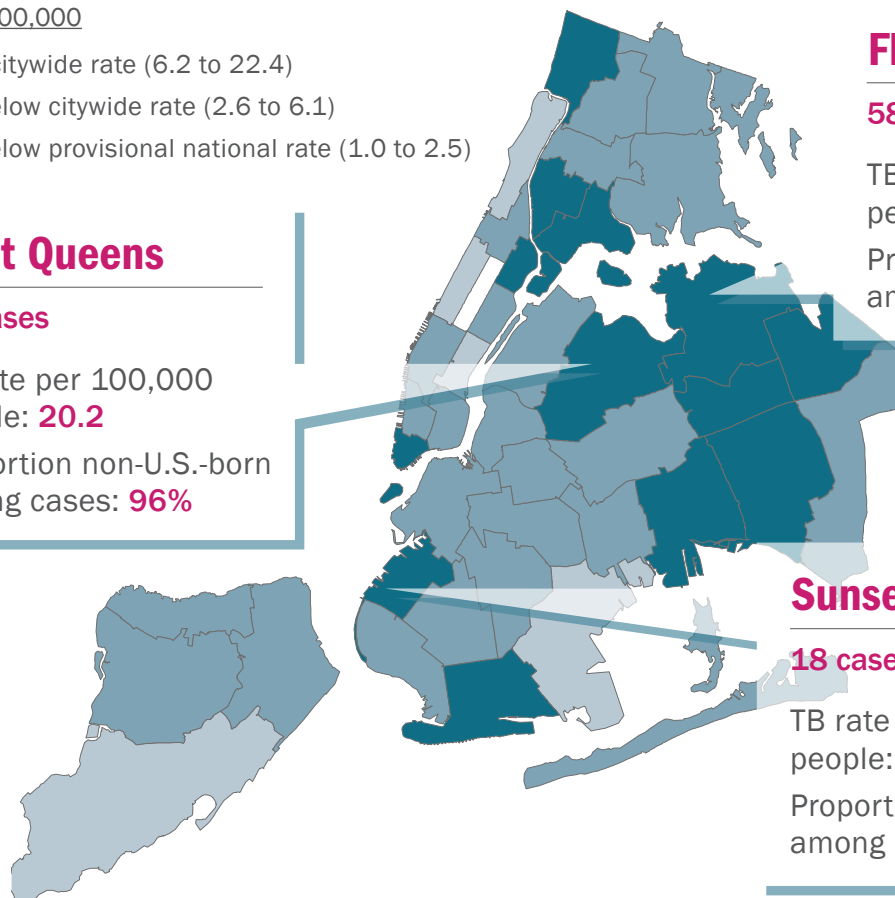 00,000
citywide rate (6.2 to 22.4)
elow citywide rate (2.6 to 6.1)
elow provisional national rate (1.0 to 2.5)
t Queens
ases
te per 100,000
le: 20.2
ortion non-U.S.-born
ng cases: 96%
Fl
58
TB
pe
Pr
an
Sunse
18 case
TB rate
people:
Proport
among